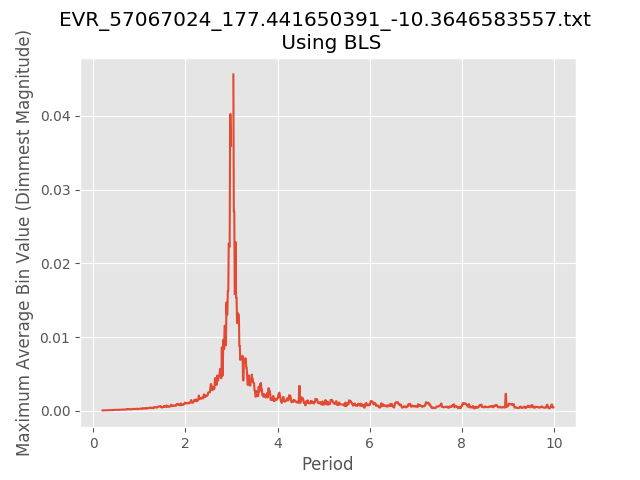 EVR_57067024_177.441650391_-10.3646583557.txt
Using BLS
Maximum Average Bin Value (Dimmest Magnitude)
0.04
0.03
0.02
0.01
0.00
0 2 4 6 8 10
Period